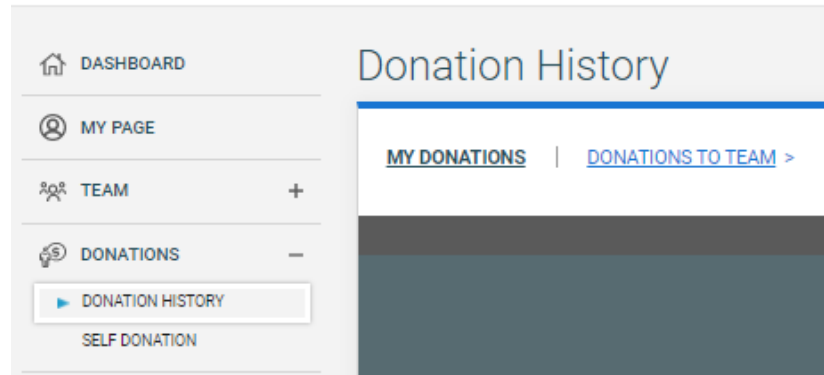 DASHBOARD
MY PAGE
TEAM +
DONATIONS −
DONATION HISTORY
SELF DONATION
Donation History
MY DONATIONS | DONATIONS TO TEAM >